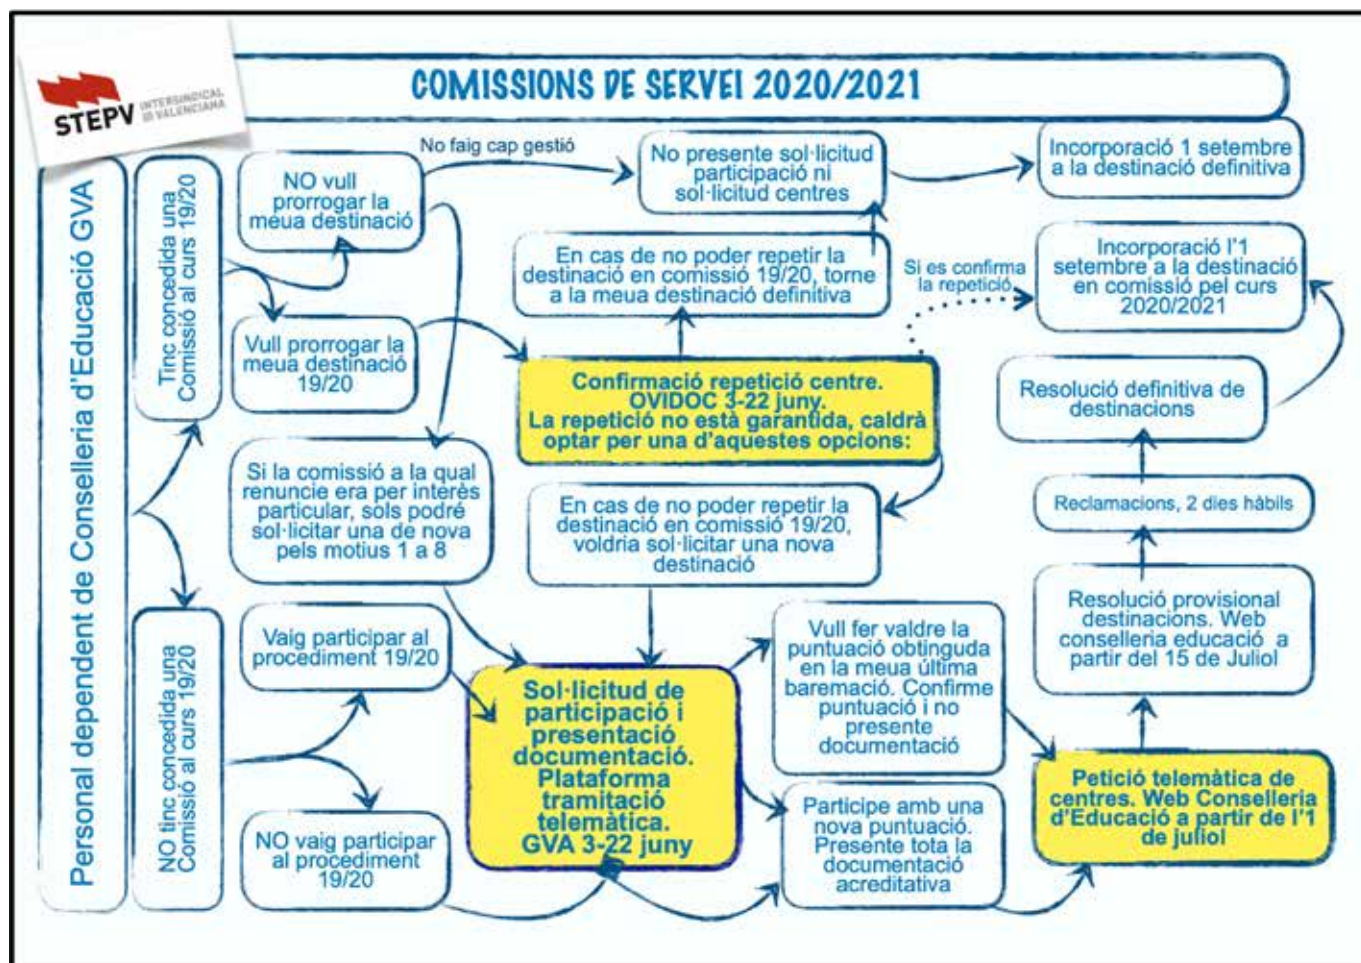 STEPV
INTERSINDICAL
VALENCIANA
COMISSIONS DE SERVEI 2020/2021
Personal dependent de Conselleria d'Educació GVA
Tinc concedida una
Comissió al curs 19/20
NO tinc concedida una
Comissió al curs 19/20
NO vull
prorrogar la
meua destinació
No faig cap gestió
No presente sol·licitud
participació ni
sol·licitud centres
Incorporació 1 setembre
a la destinació definitiva
Vull prorrogar la
meua destinació
19/20
En cas de no poder repetir la
destinació en comissió 19/20, torne
a la meua destinació definitiva
Si es confirma
la repetició
Incorporació l'1
setembre a la destinació
en comissió pel curs
2020/2021
Confirmació repetició centre.
OVIDOC 3-22 juny.
La repetició no està garantida, caldrà
optar per una d'aquestes opcions:
Resolució definitiva de
destinacions
Si la comissió a la qual
renuncie era per interès
particular, sols podré
sol·licitar una de nova
pels motius 1 a 8
En cas de no poder repetir la
destinació en comissió 19/20,
voldria sol·licitar una nova
destinació
Reclamacions, 2 dies hàbils
Resolució provisional
destinacions. Web
conselleria educació a
partir del 15 de Juliol
Vaig participar al
procediment 19/20
NO vaig participar
al procediment
19/20
Sol·licitud de
participació i
presentació
documentació.
Plataforma
tramitació
telemàtica.
GVA 3-22 juny
Vull fer valdre la
puntuació obtinguda
en la meua última
baremació. Confirme
puntuació i no
presente
documentació
Participe amb una
nova puntuació.
Presente tota la
documentació
acreditativa
Petició telemàtica de
centres. Web Conselleria
d'Educació a partir de l'1
de juliol